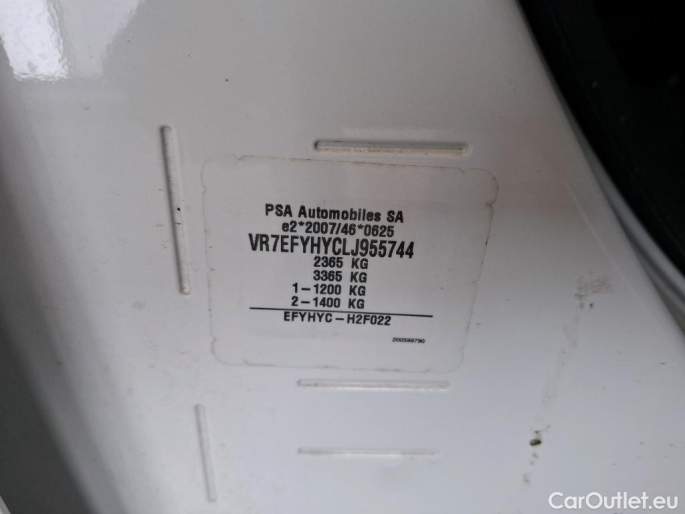 PSA Automobiles SA
e2*2007/46*0625
VR7EFYHYCLJ955744
2365 KG
3365 KG
1-1200 KG
2-1400 KG
EFYHYC-H2F022
CarOutlet.eu